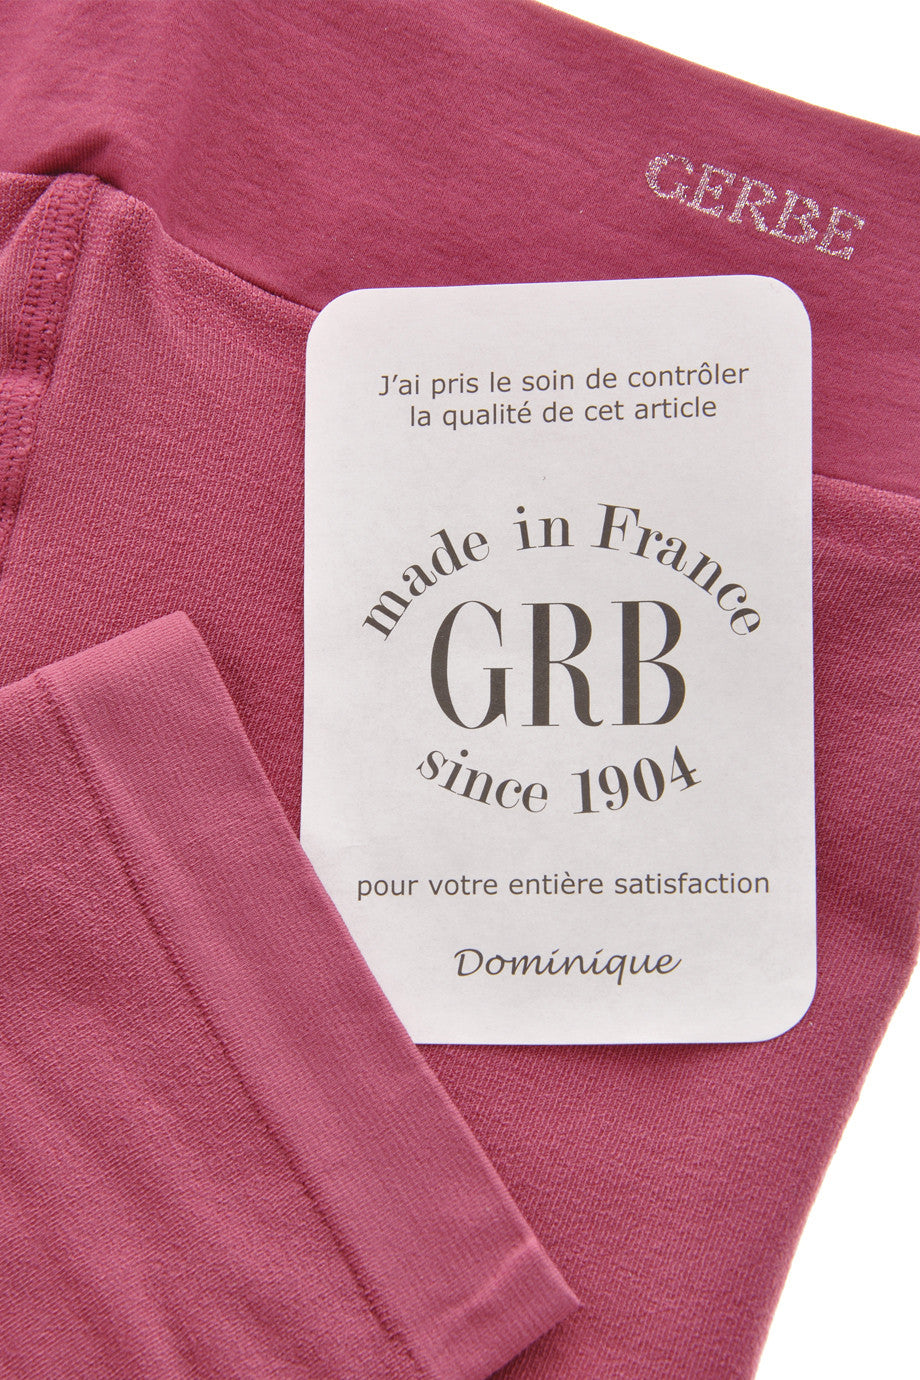 GERBE
J'ai pris le soin de contrôler
la qualité de cet article
made in France
GRB
since 1904
pour votre entière satisfaction
Dominique